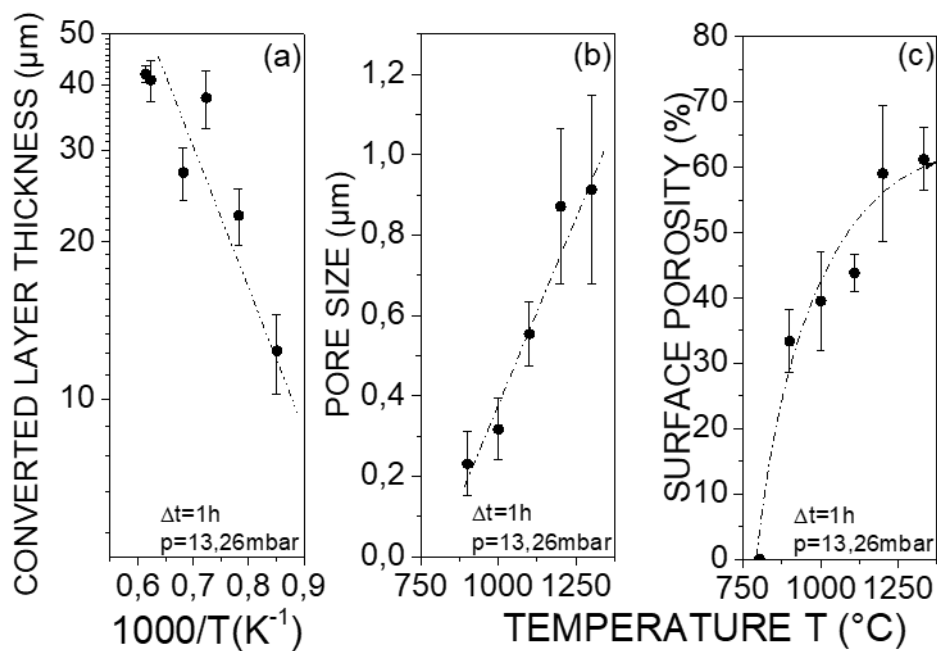 CONVERTED LAYER THICKNESS (µm)
50
40
30
20
10
(a)
Δt=1h
p=13,26mbar
0,6 0,7 0,8 0,9
1000/T(K⁻¹)
PORE SIZE (µm)
1,2
1,0
0,8
0,6
0,4
0,2
0,0
(b)
Δt=1h
p=13,26mbar
750 1000 1250
SURFACE POROSITY (%)
80
70
60
50
40
30
20
10
0
(c)
Δt=1h
p=13,26mbar
750 1000 1250
TEMPERATURE T (°C)